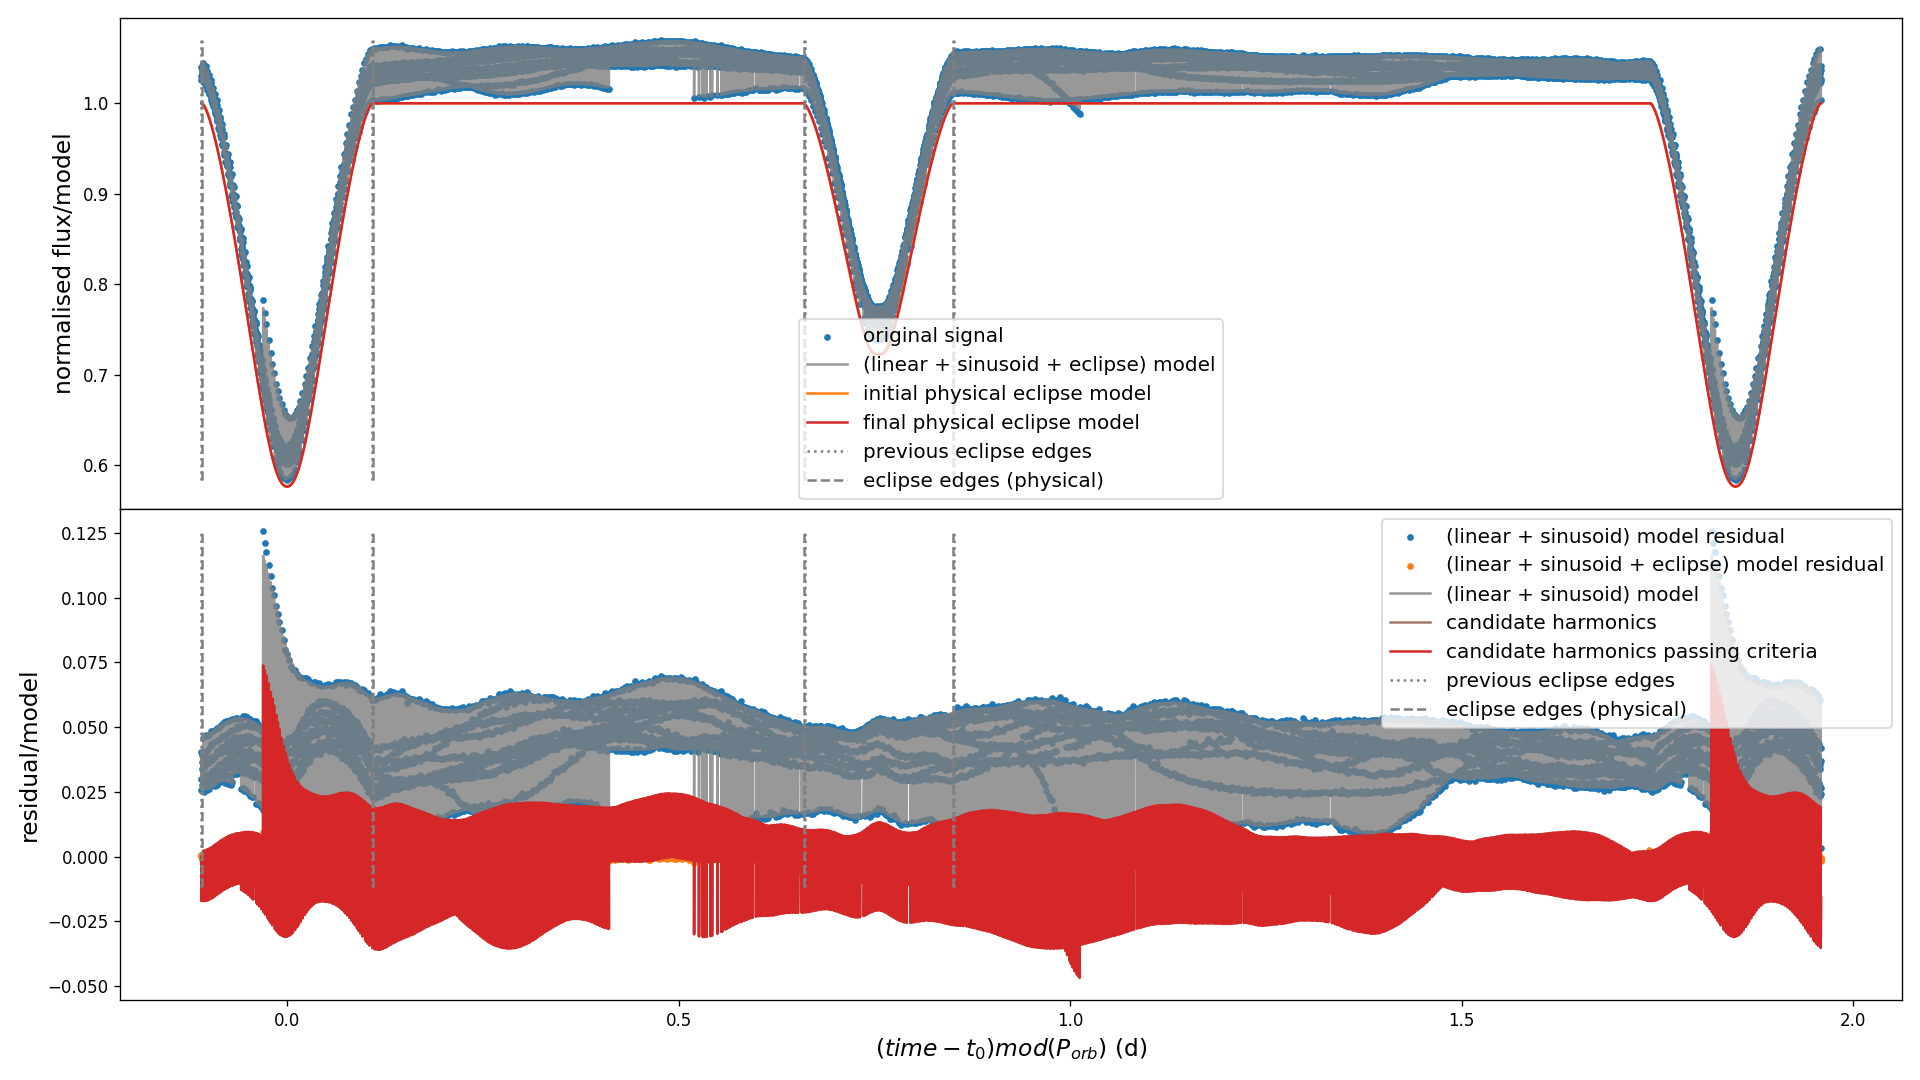 normalised flux/model
1.0
0.9
0.8
0.7
0.6
original signal
(linear + sinusoid + eclipse) model
initial physical eclipse model
final physical eclipse model
previous eclipse edges
eclipse edges (physical)
residual/model
0.125
0.100
0.075
0.050
0.025
0.000
−0.025
−0.050
(linear + sinusoid) model residual
(linear + sinusoid + eclipse) model residual
(linear + sinusoid) model
candidate harmonics
candidate harmonics passing criteria
previous eclipse edges
eclipse edges (physical)
0.0 0.5 1.0 1.5 2.0
(time − t₀)mod(P_orb) (d)